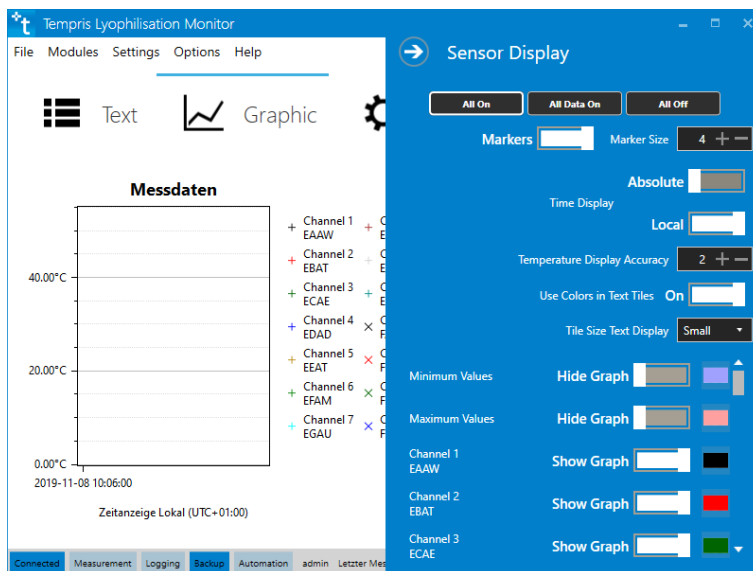 Tempris Lyophilisation Monitor
File Modules Settings Options Help
Text
Graphic
Messdaten
40.00°C
20.00°C
0.00°C
2019-11-08 10:06:00
Zeitanzeige Lokal (UTC+01:00)
Channel 1
EAAW
Channel 2
EBAT
Channel 3
ECAE
Channel 4
EDAD
Channel 5
EEAT
Channel 6
EFAM
Channel 7
EGAU
Sensor Display
All On
All Data On
All Off
Markers
Marker Size 4
Absolute
Time Display
Local
Temperature Display Accuracy 2
Use Colors in Text Tiles On
Tile Size Text Display Small
Minimum Values Hide Graph
Maximum Values Hide Graph
Channel 1
EAAW
Show Graph
Channel 2
EBAT
Show Graph
Channel 3
ECAE
Show Graph
Connected Measurement Logging Backup Automation admin Letzter Mes